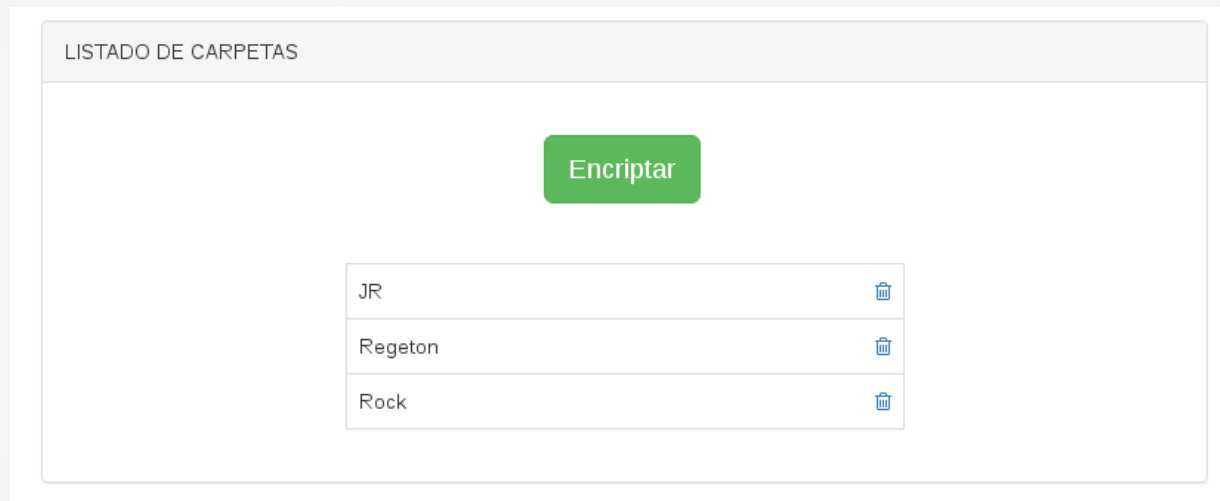 LISTADO DE CARPETAS
Encriptar
JR
Regeton
Rock